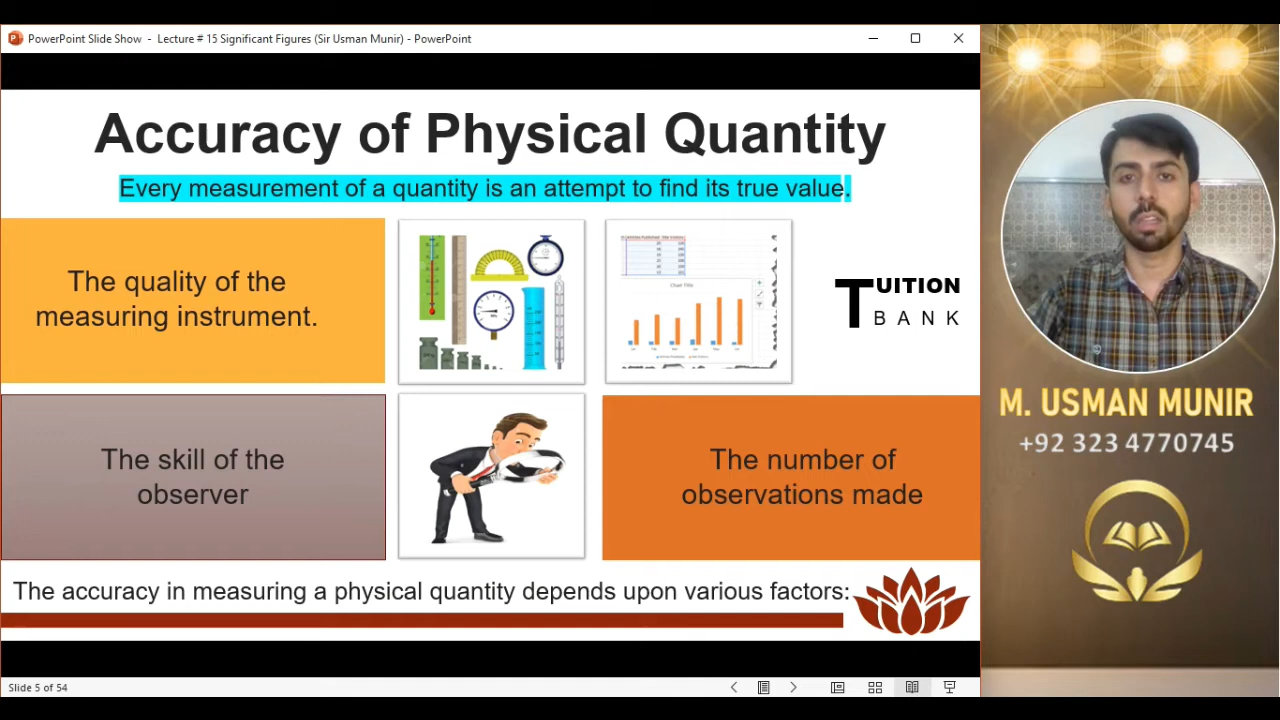 PowerPoint Slide Show - Lecture # 15 Significant Figures (Sir Usman Munir) - PowerPoint
Accuracy of Physical Quantity
Every measurement of a quantity is an attempt to find its true value.
The quality of the
measuring instrument.
Chart Title
TUITION
BANK
The skill of the
observer
The number of
observations made
The accuracy in measuring a physical quantity depends upon various factors:
M. USMAN MUNIR
+92 323 4770745
Slide 5 of 54